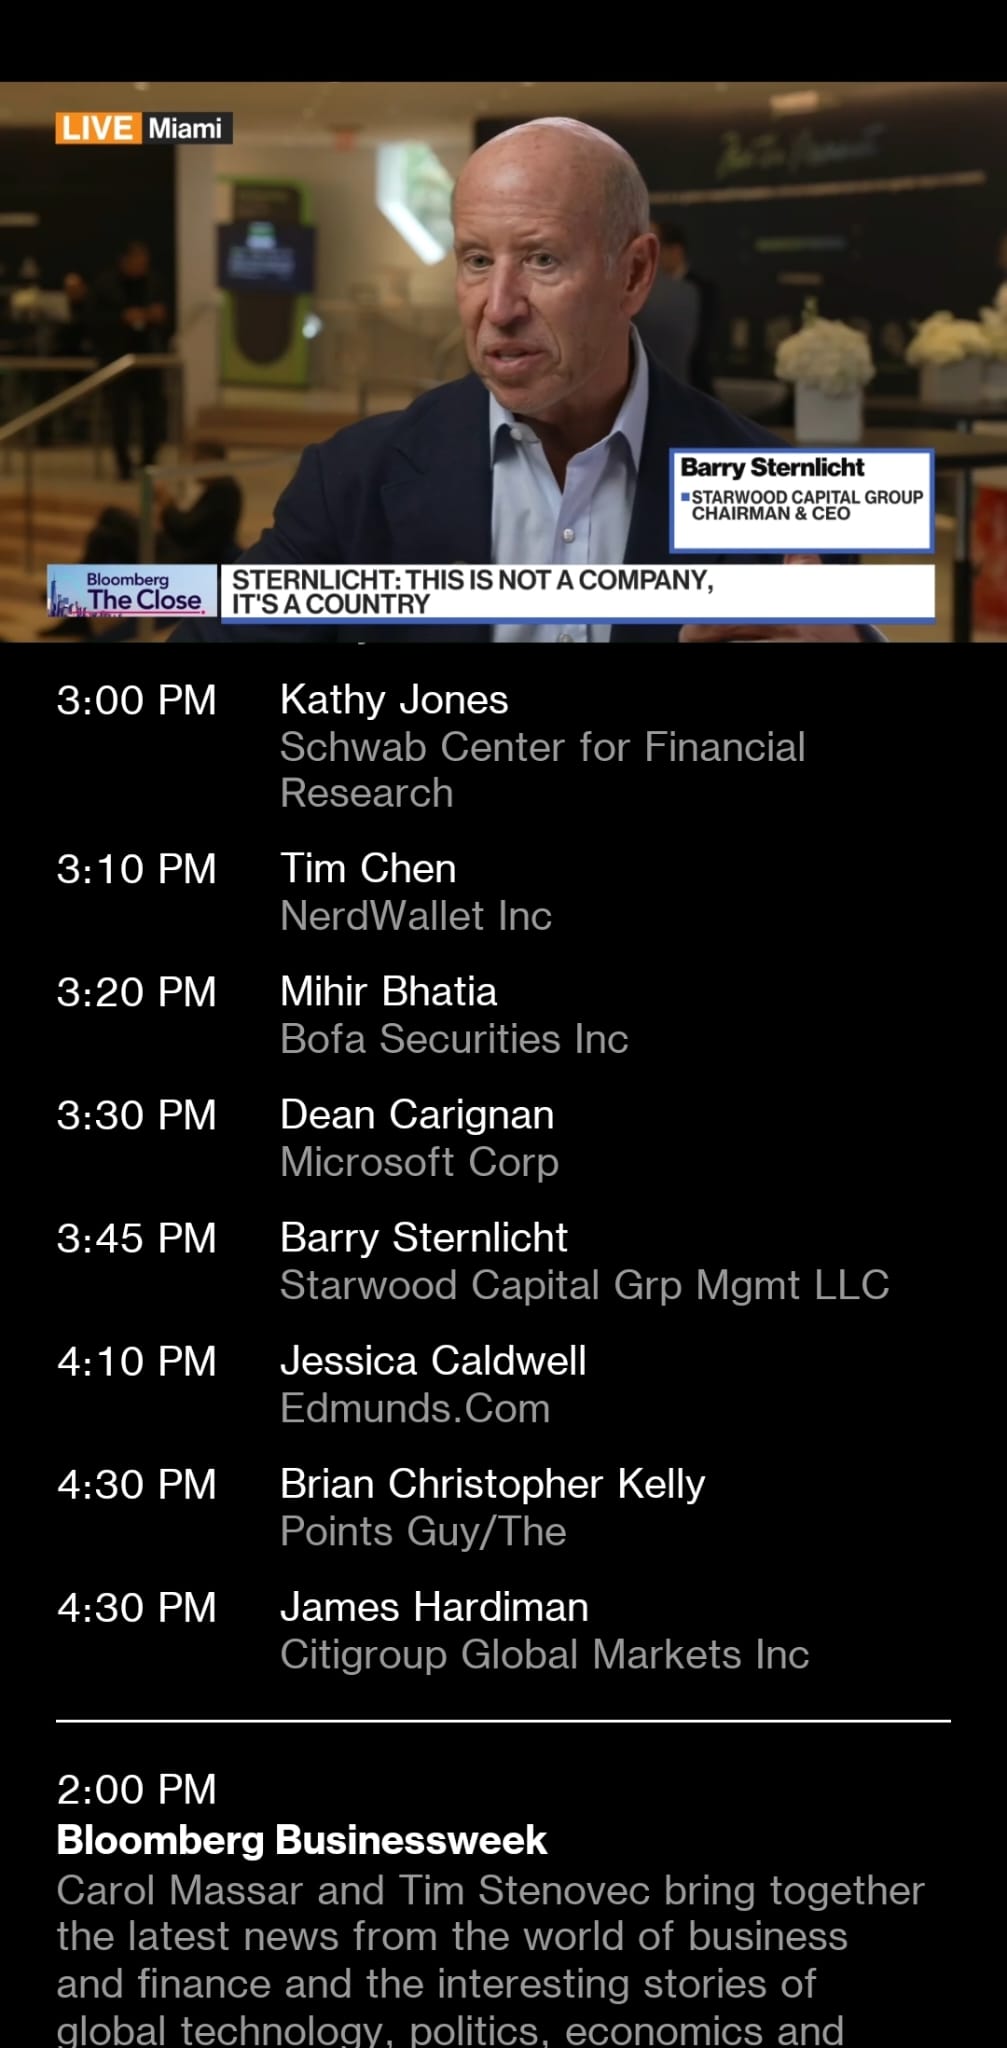 LIVE Miami
Barry Sternlicht
STARWOOD CAPITAL GROUP
CHAIRMAN & CEO
Bloomberg
The Close
STERNLICHT: THIS IS NOT A COMPANY,
IT'S A COUNTRY
3:00 PM Kathy Jones
Schwab Center for Financial
Research
3:10 PM Tim Chen
NerdWallet Inc
3:20 PM Mihir Bhatia
Bofa Securities Inc
3:30 PM Dean Carignan
Microsoft Corp
3:45 PM Barry Sternlicht
Starwood Capital Grp Mgmt LLC
4:10 PM Jessica Caldwell
Edmunds.Com
4:30 PM Brian Christopher Kelly
Points Guy/The
4:30 PM James Hardiman
Citigroup Global Markets Inc
2:00 PM
Bloomberg Businessweek
Carol Massar and Tim Stenovec bring together
the latest news from the world of business
and finance and the interesting stories of
global technology, politics, economics and